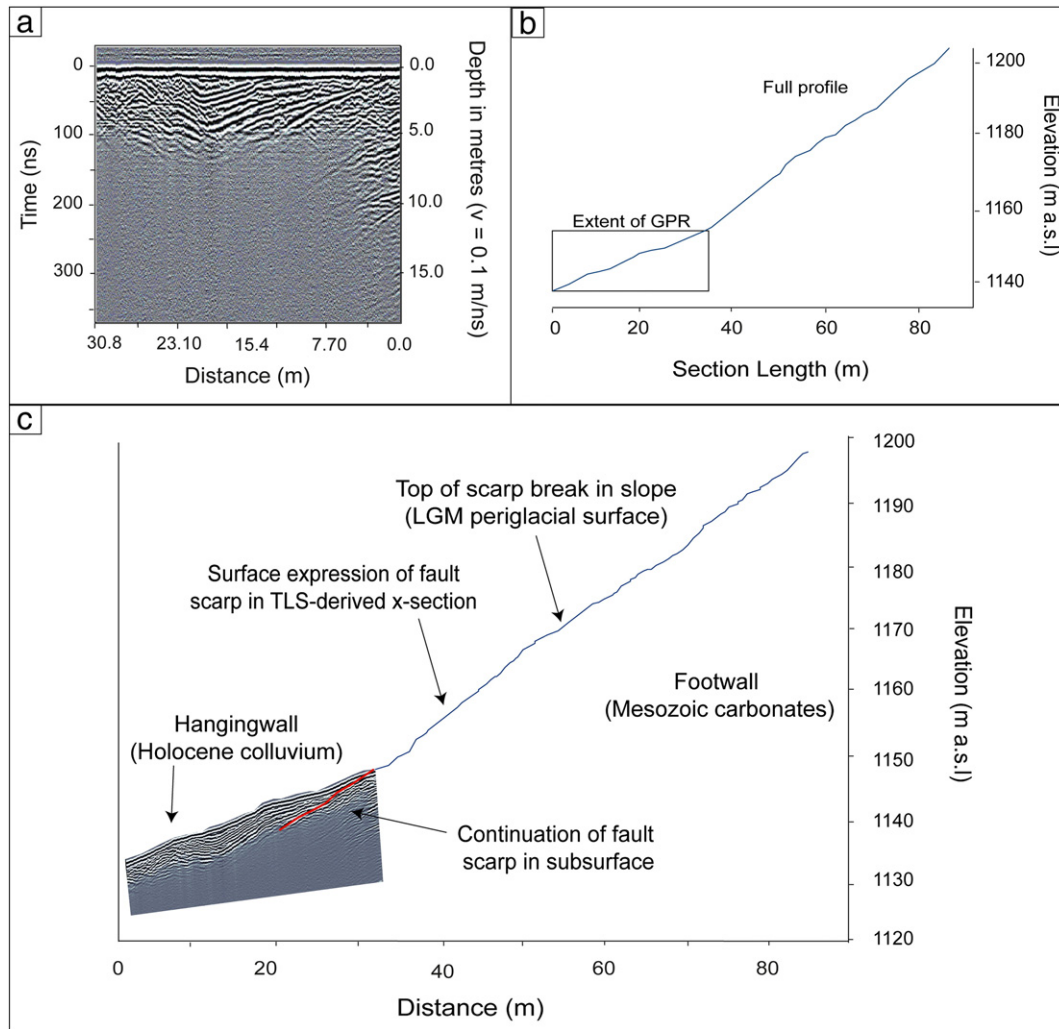 a
0
100
200
300
Time (ns)
0.0
5.0
10.0
15.0
Depth in metres (v = 0.1 m/ns)
30.8
23.10
15.4
7.70
0.0
Distance (m)
b
Full profile
Extent of GPR
1200
1180
1160
1140
Elevation (m a.s.l)
0
20
40
60
80
Section Length (m)
c
Top of scarp break in slope
(LGM periglacial surface)
Surface expression of fault
scarp in TLS-derived x-section
Hangingwall
(Holocene colluvium)
Footwall
(Mesozoic carbonates)
Continuation of fault
scarp in subsurface
1200
1190
1180
1170
1160
1150
1140
1130
1120
Elevation (m a.s.l)
0
20
40
60
80
Distance (m)